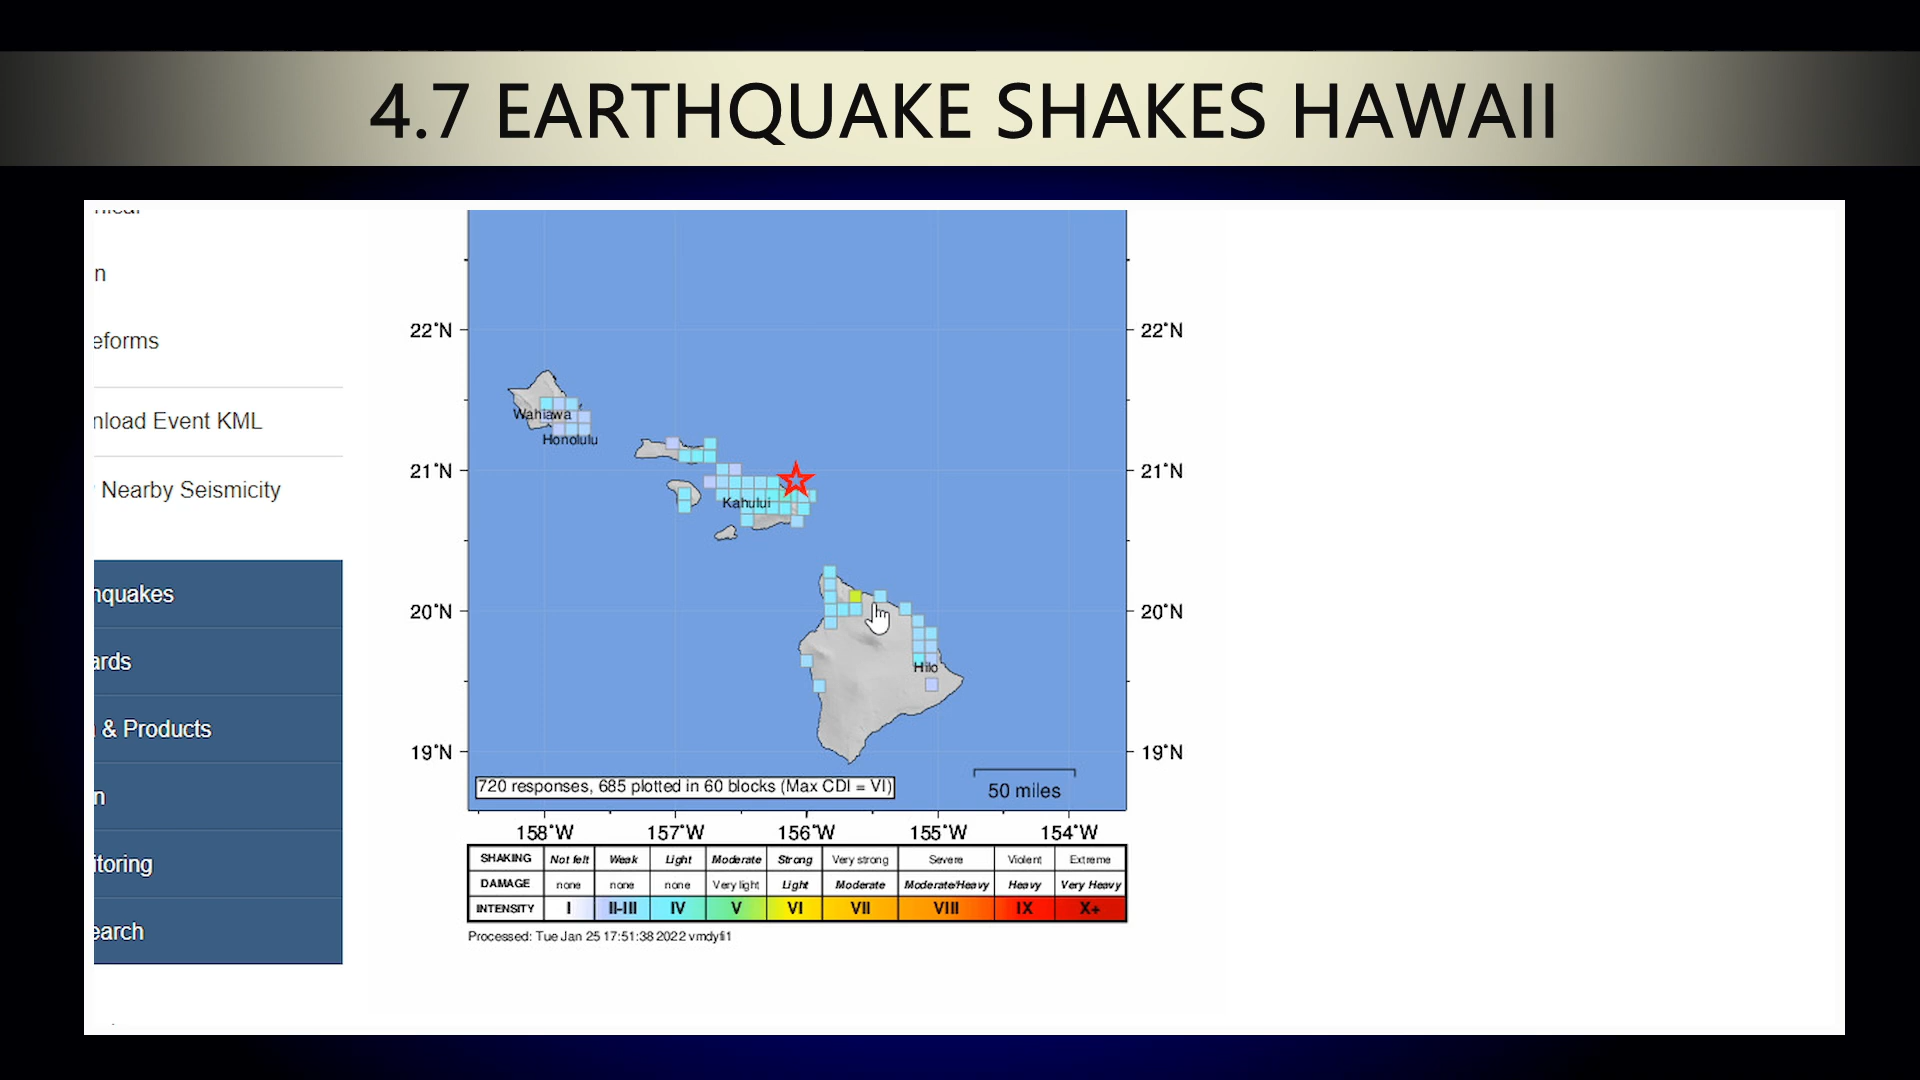 4.7 EARTHQUAKE SHAKES HAWAII
n
eforms
nload Event KML
Nearby Seismicity
hquakes
ards
& Products
n
itoring
earch
22°N 22°N
Wahiawa
Honolulu
21°N 21°N
Kahului
20°N 20°N
Hilo
19°N 19°N
720 responses, 685 plotted in 60 blocks (Max CDI = VI)
50 miles
158°W 157°W 156°W 155°W 154°W
SHAKING Not felt Weak Light Moderate Strong Very strong Severe Violent Extreme
DAMAGE none none none Very light Light Moderate Moderate/Heavy Heavy Very Heavy
INTENSITY I II-III IV V VI VII VIII IX X+
Processed: Tue Jan 25 17:51:38 2022 vmdyfi1